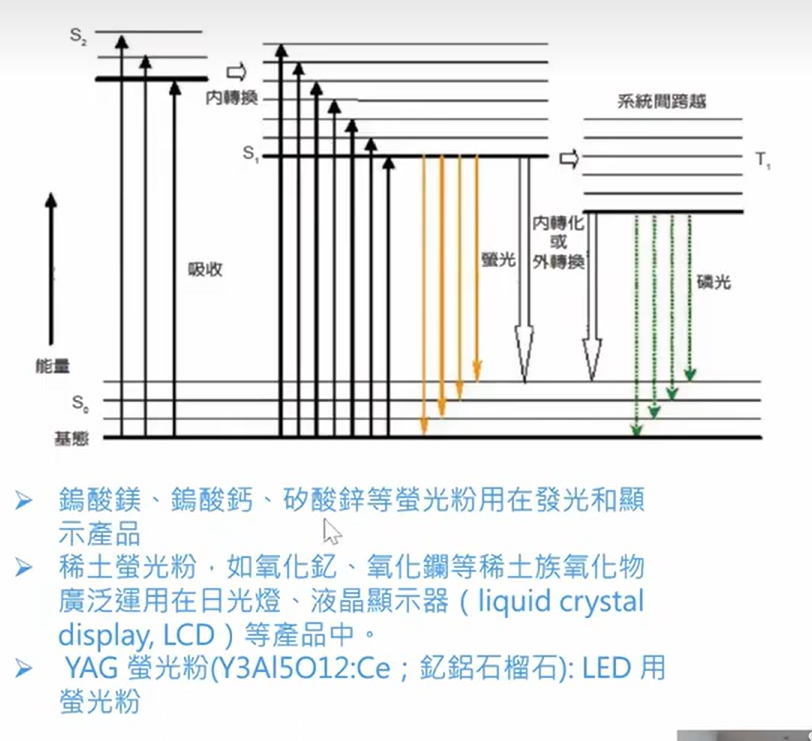 S2
內轉換
系統間跨越
S1
T1
吸收
螢光
內轉化
或
外轉換
磷光
能量
S0
基態
➢ 鎢酸鎂、鎢酸鈣、矽酸鋅等螢光粉用在發光和顯
示產品
➢ 稀土螢光粉，如氧化釔、氧化鑭等稀土族氧化物
廣泛運用在日光燈、液晶顯示器（liquid crystal
display, LCD）等產品中。
➢ YAG 螢光粉(Y3Al5O12:Ce；釔鋁石榴石): LED 用
螢光粉